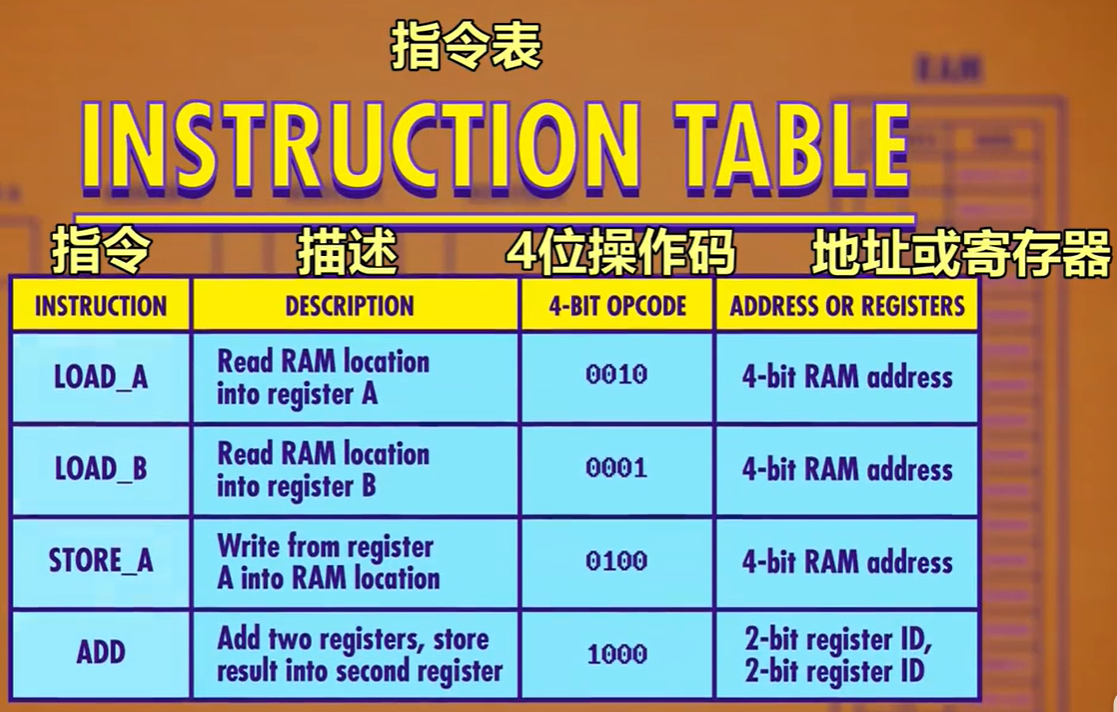 指令表
RAM
INSTRUCTION TABLE
指令 描述 4位操作码 地址或寄存器
INSTRUCTION DESCRIPTION 4-BIT OPCODE ADDRESS OR REGISTERS
LOAD_A Read RAM location 0010 4-bit RAM address
into register A
LOAD_B Read RAM location 0001 4-bit RAM address
into register B
STORE_A Write from register 0100 4-bit RAM address
A into RAM location
ADD Add two registers, store 1000 2-bit register ID,
result into second register 2-bit register ID